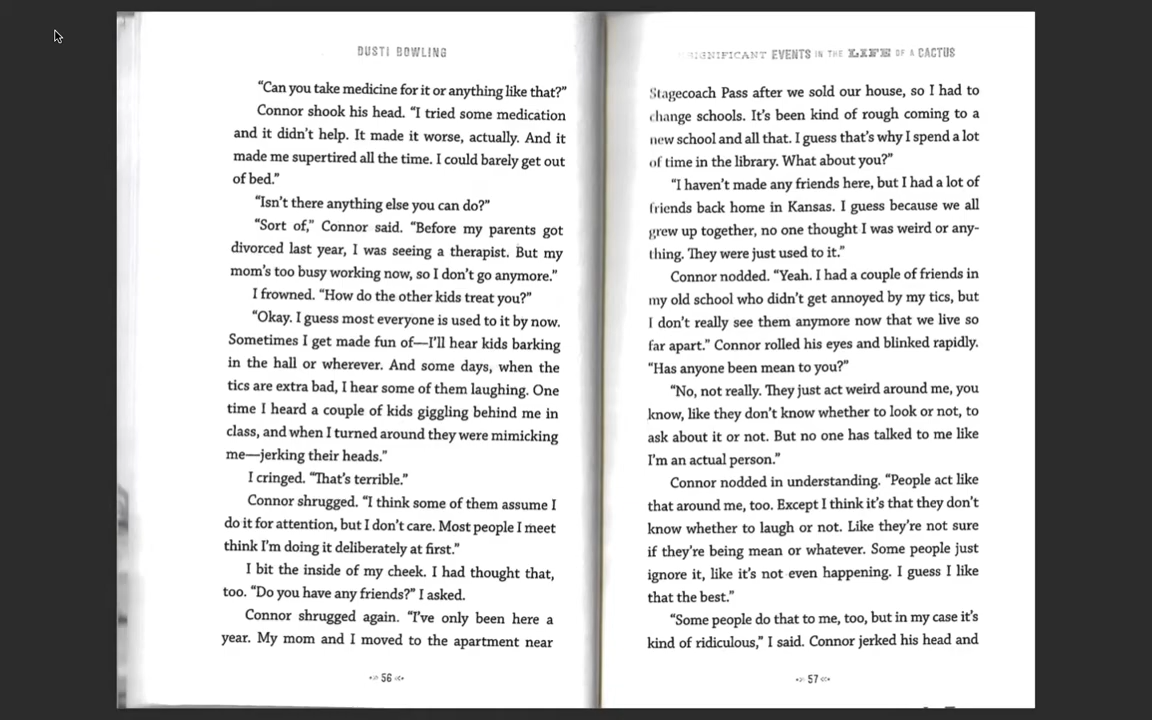 DUSTI BOWLING
“Can you take medicine for it or anything like that?”
Connor shook his head. “I tried some medication
and it didn’t help. It made it worse, actually. And it
made me supertired all the time. I could barely get out
of bed.”
“Isn’t there anything else you can do?”
“Sort of,” Connor said. “Before my parents got
divorced last year, I was seeing a therapist. But my
mom’s too busy working now, so I don’t go anymore.”
I frowned. “How do the other kids treat you?”
“Okay. I guess most everyone is used to it by now.
Sometimes I get made fun of—I’ll hear kids barking
in the hall or wherever. And some days, when the
tics are extra bad, I hear some of them laughing. One
time I heard a couple of kids giggling behind me in
class, and when I turned around they were mimicking
me—jerking their heads.”
I cringed. “That’s terrible.”
Connor shrugged. “I think some of them assume I
do it for attention, but I don’t care. Most people I meet
think I’m doing it deliberately at first.”
I bit the inside of my cheek. I had thought that,
too. “Do you have any friends?” I asked.
Connor shrugged again. “I’ve only been here a
year. My mom and I moved to the apartment near
56
SIGNIFICANT EVENTS IN THE LIFE OF A CACTUS
Stagecoach Pass after we sold our house, so I had to
change schools. It’s been kind of rough coming to a
new school and all that. I guess that’s why I spend a lot
of time in the library. What about you?”
“I haven’t made any friends here, but I had a lot of
friends back home in Kansas. I guess because we all
grew up together, no one thought I was weird or any-
thing. They were just used to it.”
Connor nodded. “Yeah. I had a couple of friends in
my old school who didn’t get annoyed by my tics, but
I don’t really see them anymore now that we live so
far apart.” Connor rolled his eyes and blinked rapidly.
“Has anyone been mean to you?”
“No, not really. They just act weird around me, you
know, like they don’t know whether to look or not, to
ask about it or not. But no one has talked to me like
I’m an actual person.”
Connor nodded in understanding. “People act like
that around me, too. Except I think it’s that they don’t
know whether to laugh or not. Like they’re not sure
if they’re being mean or whatever. Some people just
ignore it, like it’s not even happening. I guess I like
that the best.”
“Some people do that to me, too, but in my case it’s
kind of ridiculous,” I said. Connor jerked his head and
57